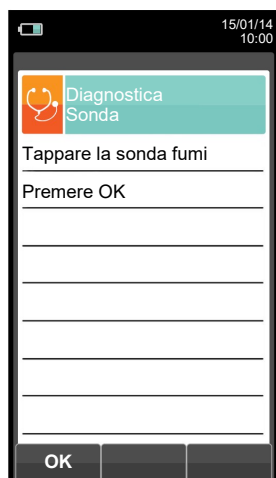 15/01/14
10:00
Diagnostica
Sonda
Tappare la sonda fumi
Premere OK
OK